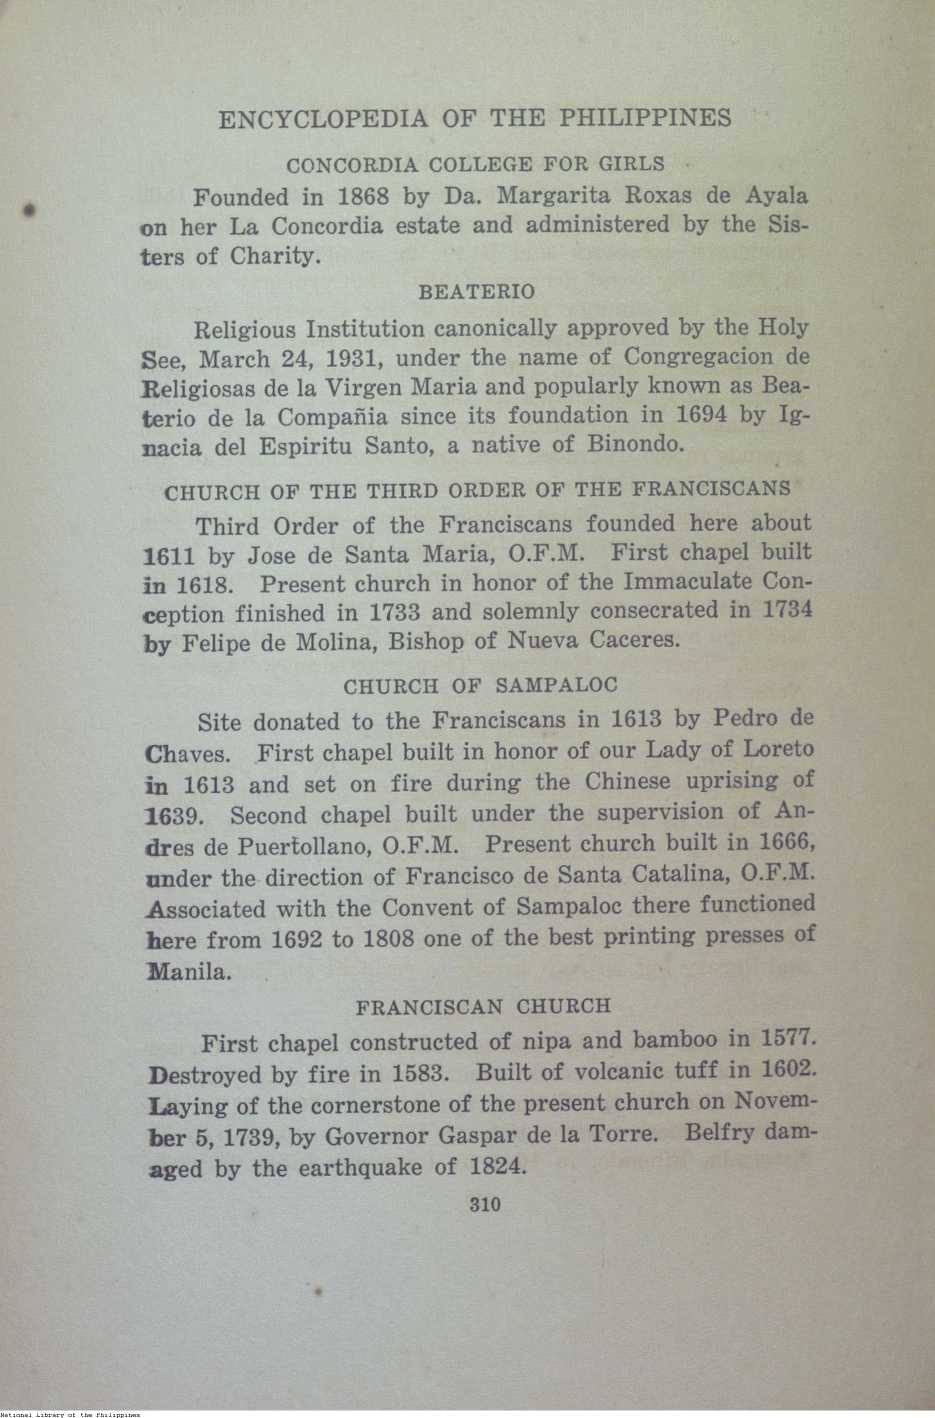 ENCYCLOPEDIA OF THE PHILIPPINES
CONCORDIA COLLEGE FOR GIRLS
Founded in 1868 by Da. Margarita Roxas de Ayala
on her La Concordia estate and administered by the Sis-
ters of Charity.
BEATERIO
Religious Institution canonically approved by the Holy
See, March 24, 1931, under the name of Congregacion de
Religiosas de la Virgen Maria and popularly known as Bea-
terio de la Compañia since its foundation in 1694 by Ig-
nacia del Espiritu Santo, a native of Binondo.
CHURCH OF THE THIRD ORDER OF THE FRANCISCANS
Third Order of the Franciscans founded here about
1611 by Jose de Santa Maria, O.F.M. First chapel built
in 1618. Present church in honor of the Immaculate Con-
ception finished in 1733 and solemnly consecrated in 1734
by Felipe de Molina, Bishop of Nueva Caceres.
CHURCH OF SAMPALOC
Site donated to the Franciscans in 1613 by Pedro de
Chaves. First chapel built in honor of our Lady of Loreto
in 1613 and set on fire during the Chinese uprising of
1639. Second chapel built under the supervision of An-
dres de Puertollano, O.F.M. Present church built in 1666,
under the direction of Francisco de Santa Catalina, O.F.M.
Associated with the Convent of Sampaloc there functioned
here from 1692 to 1808 one of the best printing presses of
Manila.
FRANCISCAN CHURCH
First chapel constructed of nipa and bamboo in 1577.
Destroyed by fire in 1583. Built of volcanic tuff in 1602.
Laying of the cornerstone of the present church on Novem-
ber 5, 1739, by Governor Gaspar de la Torre. Belfry dam-
aged by the earthquake of 1824.
310
National Library of the Philippines